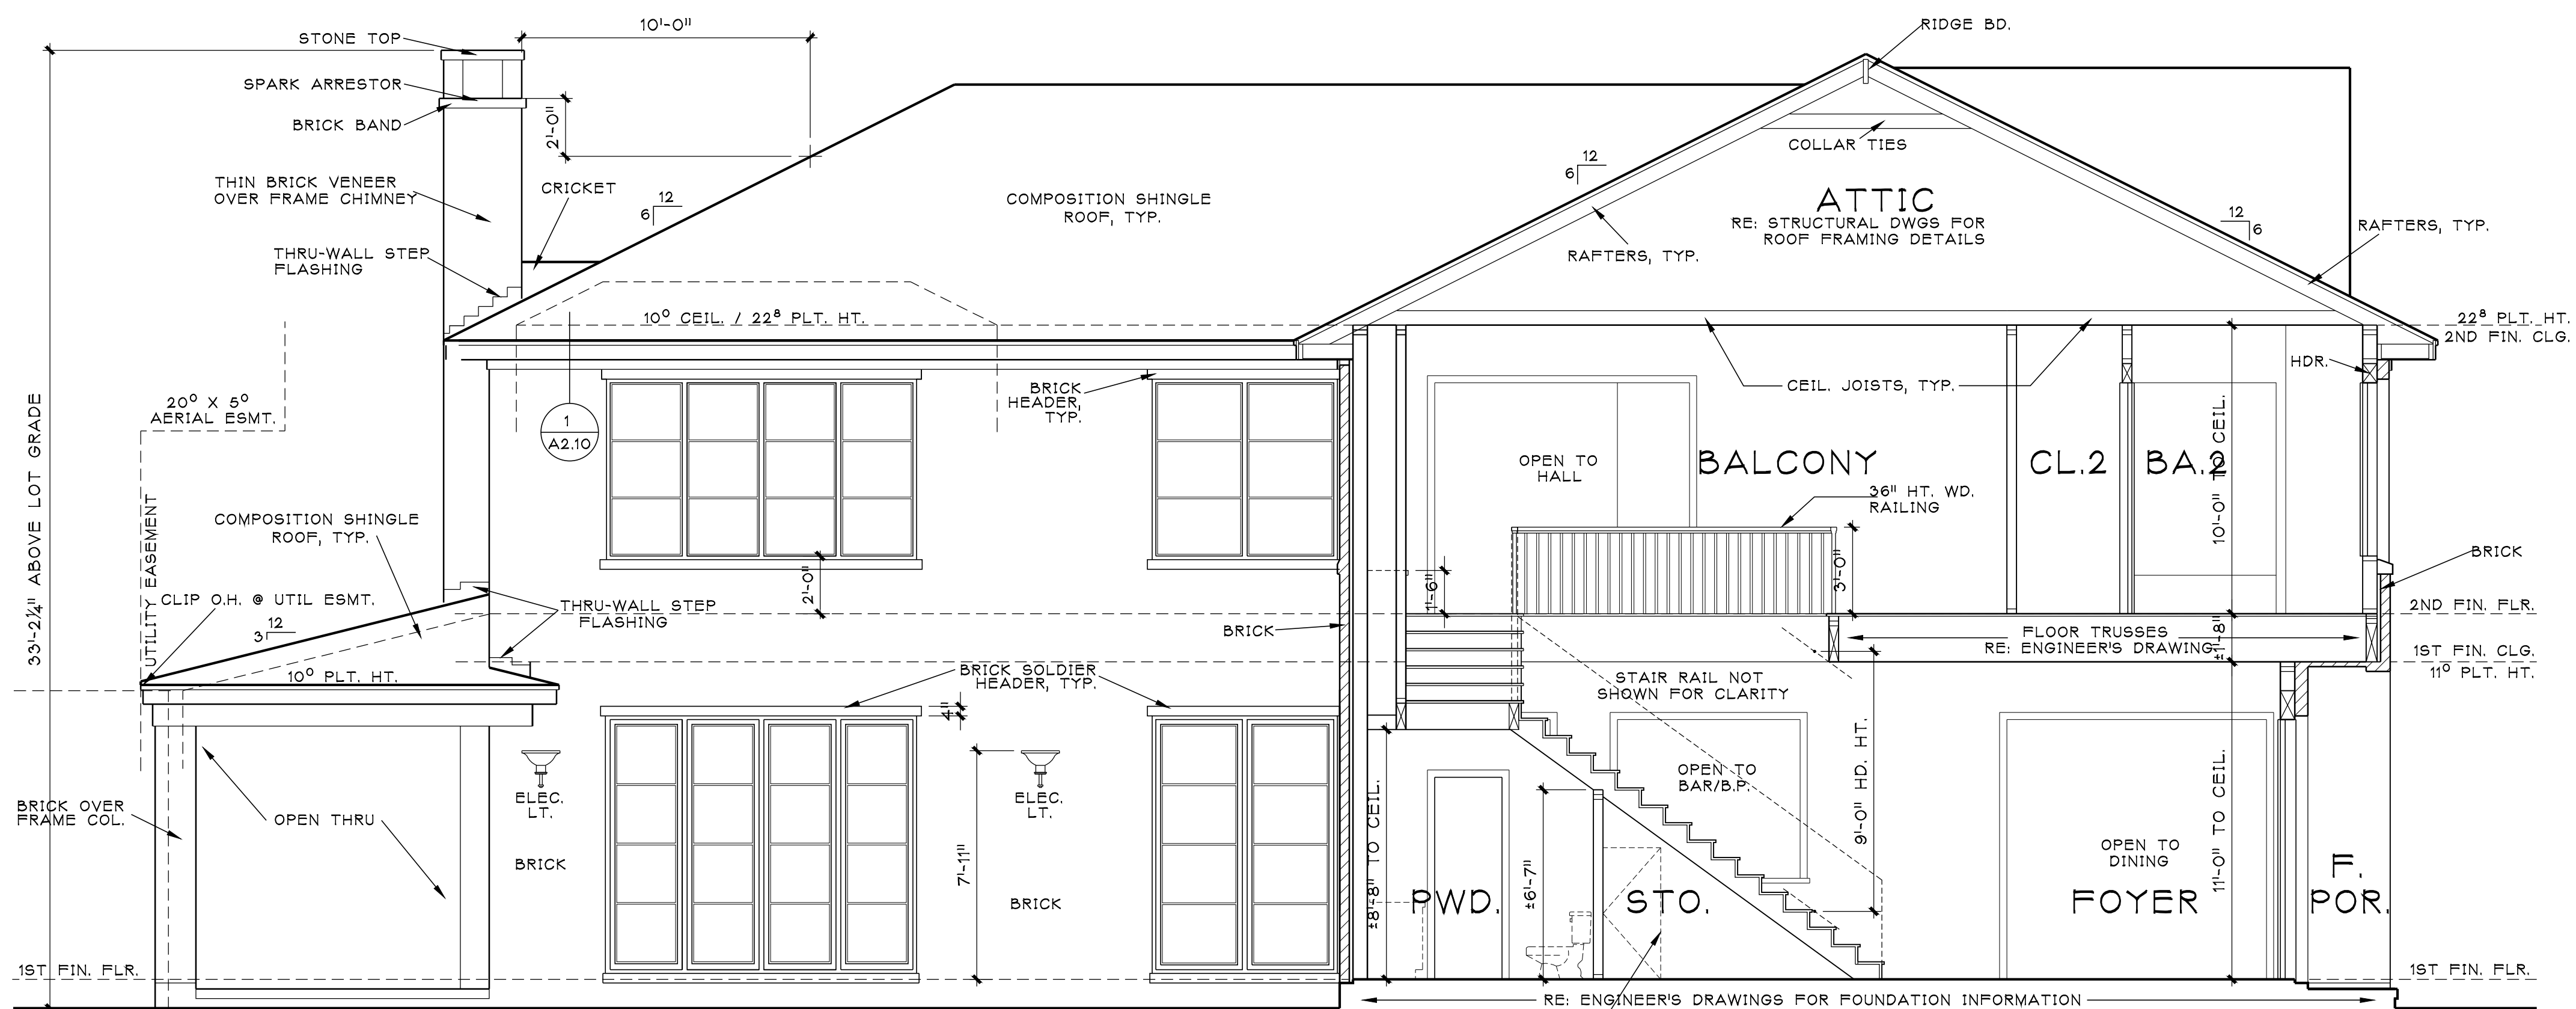 10'-0"
STONE TOP
RIDGE BD.
SPARK ARRESTOR
BRICK BAND
2'-0"
COLLAR TIES
12
6
THIN BRICK VENEER
OVER FRAME CHIMNEY
CRICKET
12
6
COMPOSITION SHINGLE
ROOF, TYP.
ATTIC
RE: STRUCTURAL DWGS FOR
ROOF FRAMING DETAILS
12
6
RAFTERS, TYP.
RAFTERS, TYP.
THRU-WALL STEP
FLASHING
10⁰ CEIL. / 22⁸ PLT. HT.
22⁸ PLT. HT.
2ND FIN. CLG.
HDR.
33'-2¼" ABOVE LOT GRADE
20⁰ X 5⁰
AERIAL ESMT.
1
A2.10
BRICK
HEADER,
TYP.
CEIL. JOISTS, TYP.
OPEN TO
HALL
BALCONY
CL.2
BA.2
10'-0" TO CEIL.
36" HT. WD.
RAILING
UTILITY EASEMENT
COMPOSITION SHINGLE
ROOF, TYP.
BRICK
2'-0"
1'-6"
3'-0"
CLIP O.H. @ UTIL ESMT.
12
3
THRU-WALL STEP
FLASHING
BRICK
2ND FIN. FLR.
FLOOR TRUSSES
RE: ENGINEER'S DRAWING
±1'-8"
1ST FIN. CLG.
11⁰ PLT. HT.
10⁰ PLT. HT.
BRICK SOLDIER
HEADER, TYP.
4"
STAIR RAIL NOT
SHOWN FOR CLARITY
OPEN TO
BAR/B.P.
9'-0" HD. HT.
ELEC.
LT.
ELEC.
LT.
BRICK OVER
FRAME COL.
OPEN THRU
BRICK
7'-11"
BRICK
±8'-8" TO CEIL.
PWD.
±6'-7"
STO.
OPEN TO
DINING
FOYER
11'-0" TO CEIL.
F.
POR.
1ST FIN. FLR.
1ST FIN. FLR.
RE: ENGINEER'S DRAWINGS FOR FOUNDATION INFORMATION